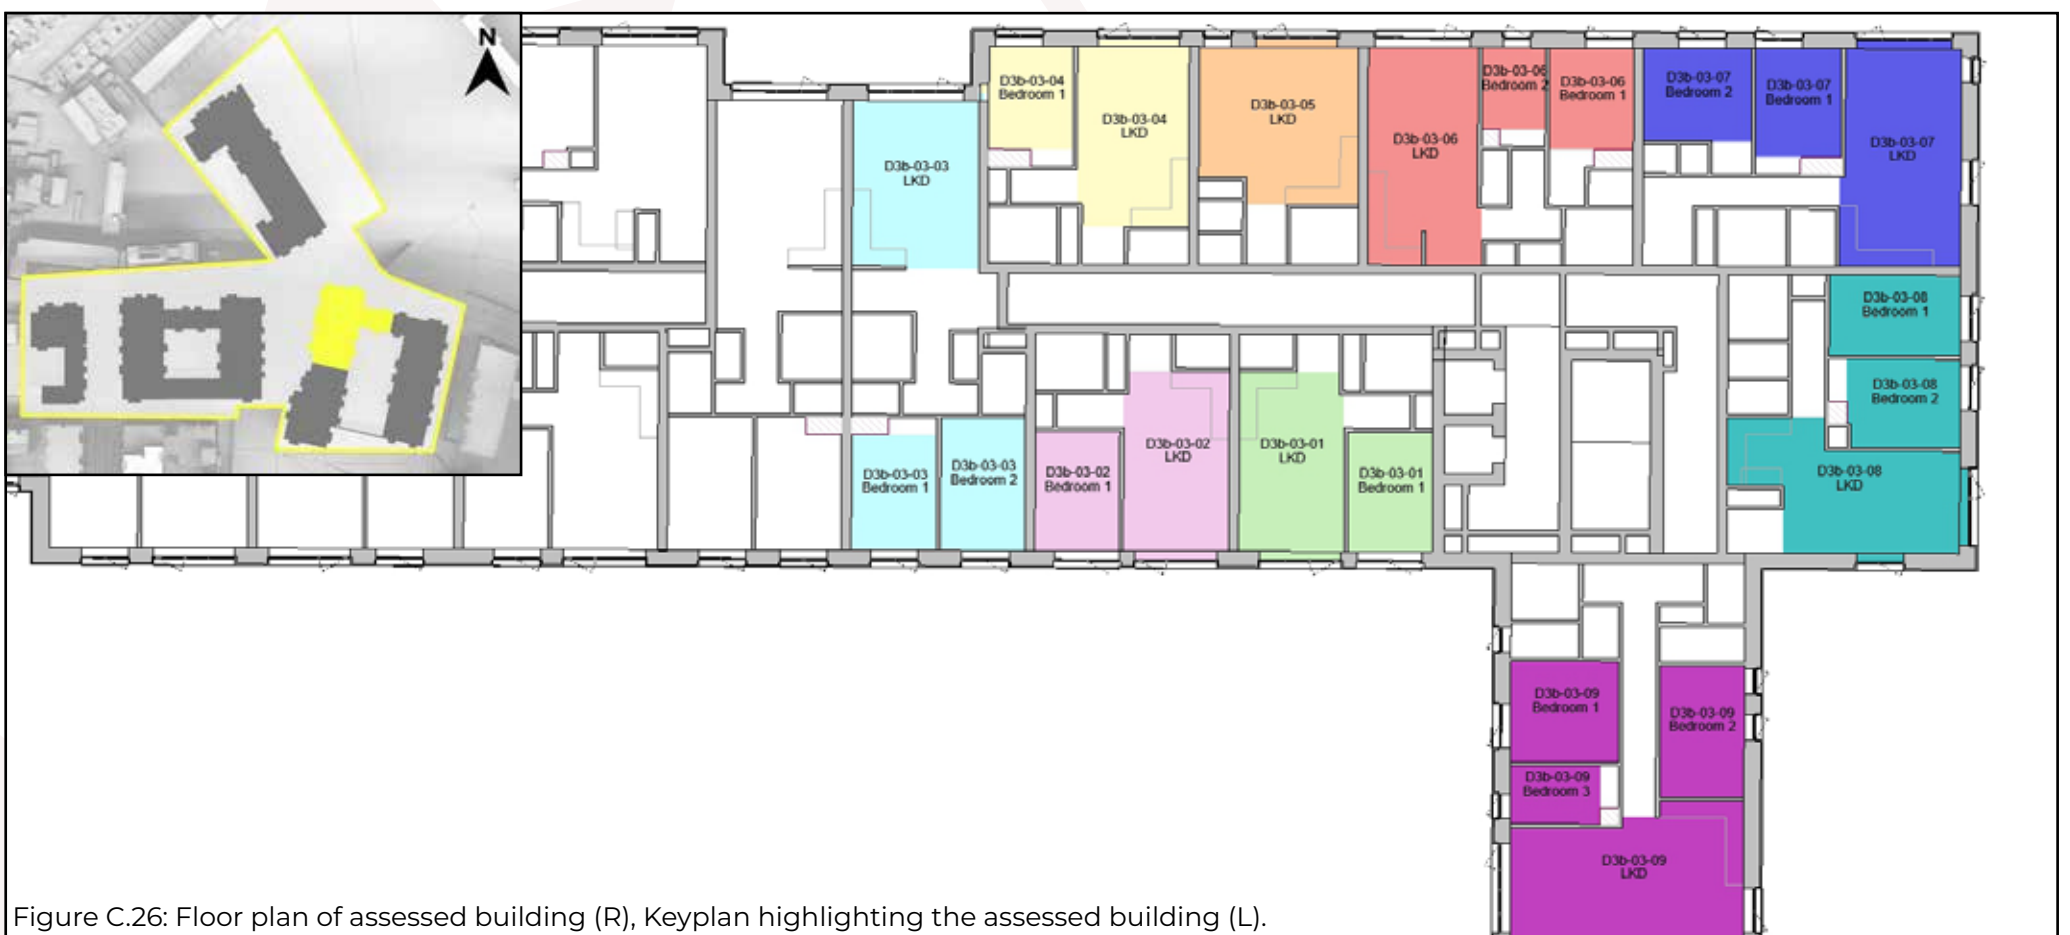 N
D3b-03-04
Bedroom 1
D3b-03-04
LKD
D3b-03-05
LKD
D3b-03-06
LKD
D3b-03-06
Bedroom 2
D3b-03-06
Bedroom 1
D3b-03-07
Bedroom 2
D3b-03-07
Bedroom 1
D3b-03-07
LKD
D3b-03-03
LKD
D3b-03-08
Bedroom 1
D3b-03-08
Bedroom 2
D3b-03-08
LKD
D3b-03-03
Bedroom 1
D3b-03-03
Bedroom 2
D3b-03-02
Bedroom 1
D3b-03-02
LKD
D3b-03-01
LKD
D3b-03-01
Bedroom 1
D3b-03-09
Bedroom 1
D3b-03-09
Bedroom 2
D3b-03-09
Bedroom 3
D3b-03-09
LKD
Figure C.26: Floor plan of assessed building (R), Keyplan highlighting the assessed building (L).